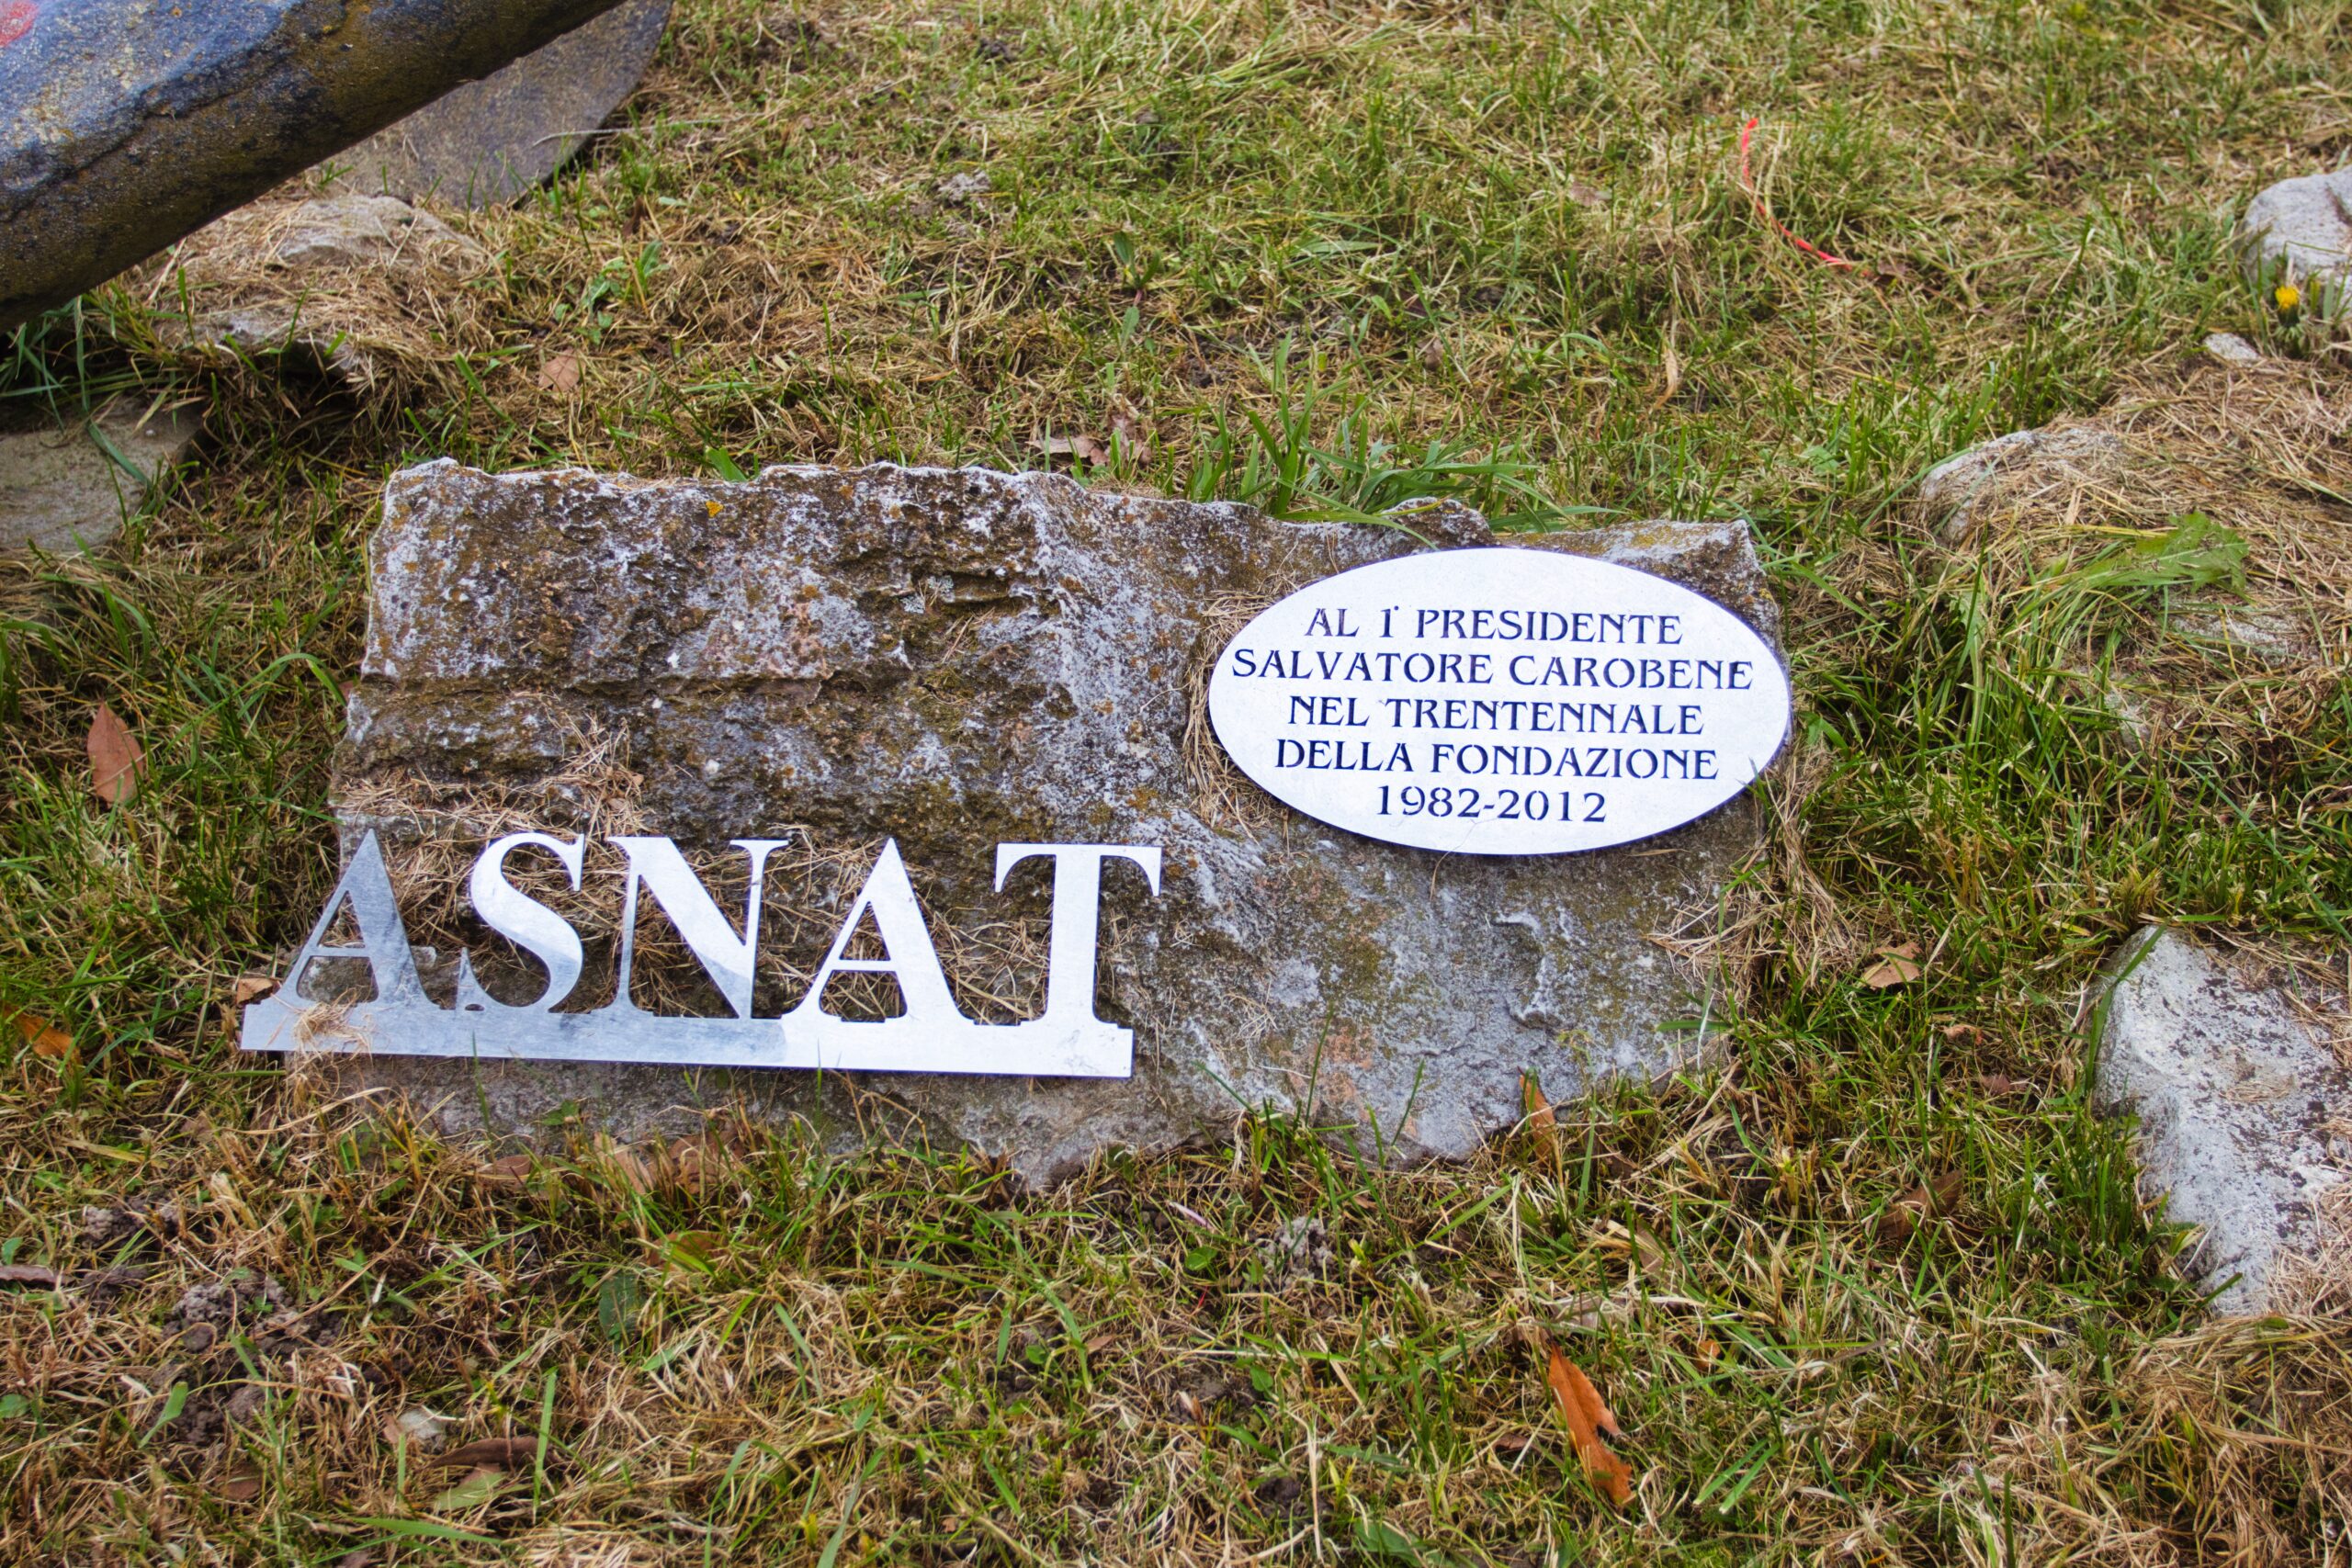 AL 1° PRESIDENTE
SALVATORE CAROBENE
NEL TRENTENNALE
DELLA FONDAZIONE
1982-2012
ASNAT